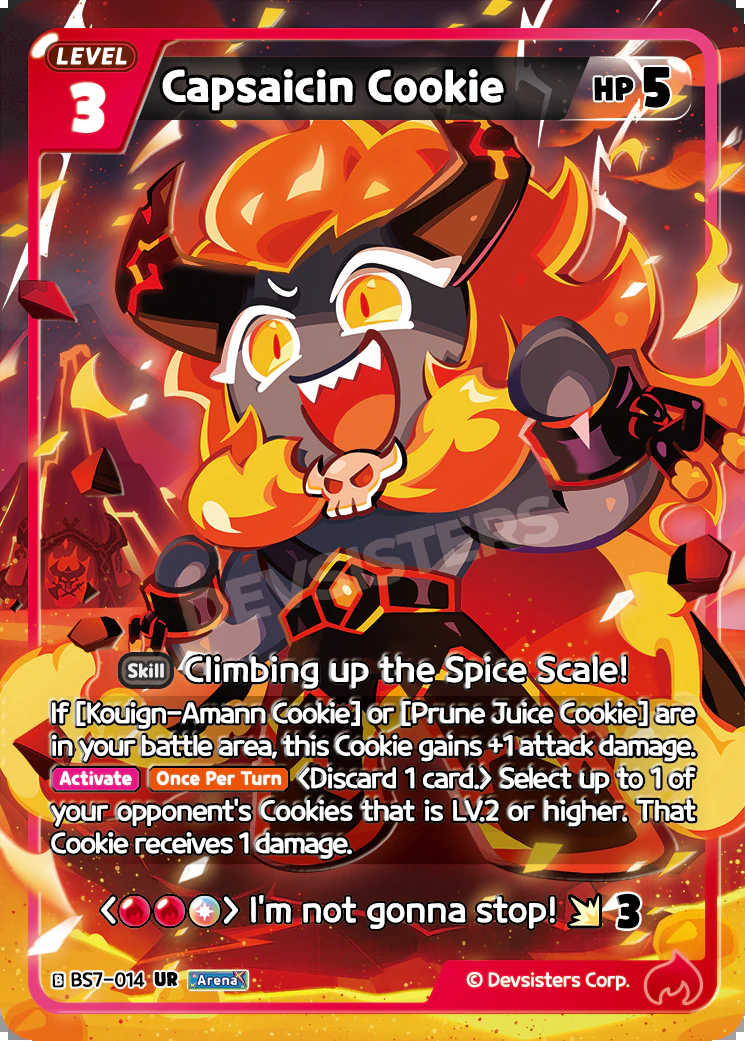 LEVEL
3
Capsaicin Cookie
HP 5
DEVSISTERS
Skill Climbing up the Spice Scale!
If [Kouign-Amann Cookie] or [Prune Juice Cookie] are
in your battle area, this Cookie gains +1 attack damage.
Activate Once Per Turn <Discard 1 card.> Select up to 1 of
your opponent's Cookies that is LV.2 or higher. That
Cookie receives 1 damage.
< > I'm not gonna stop! 3
B BS7-014 UR Arena
© Devsisters Corp.